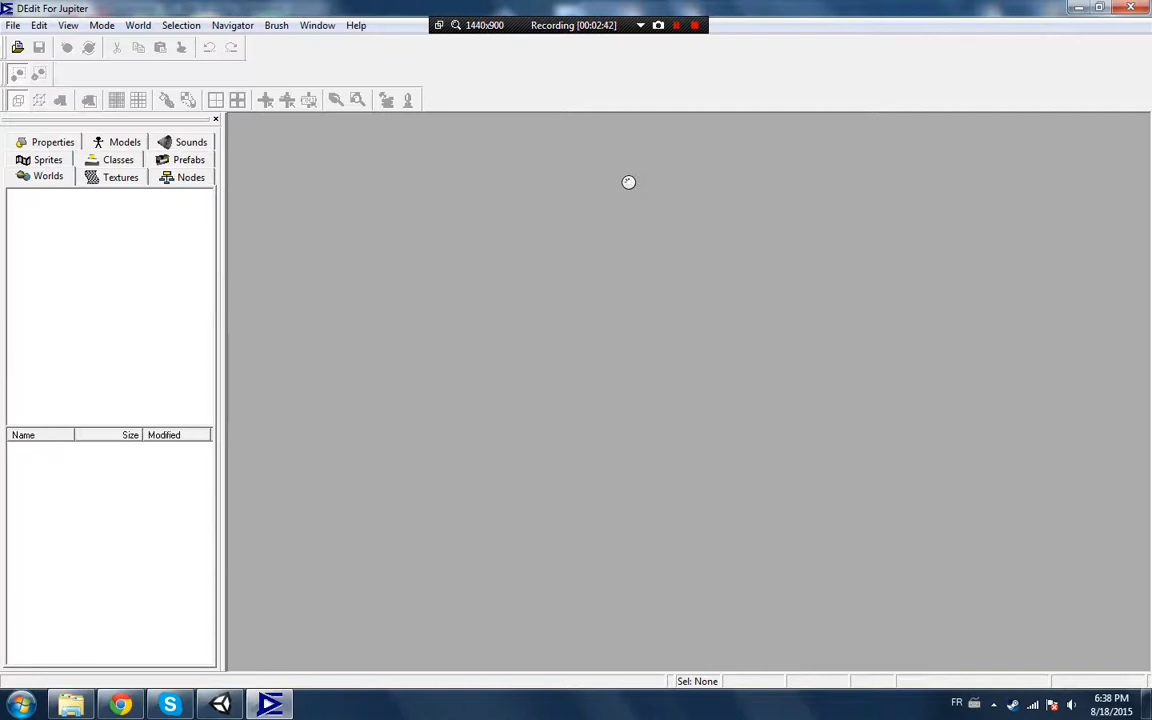 DEdit For Jupiter
File Edit View Mode World Selection Navigator Brush Window Help
1440x900 Recording [00:02:42]
Properties Models Sounds
Sprites Classes Prefabs
Worlds Textures Nodes
Name Size Modified
Sel: None
FR 6:38 PM
8/18/2015